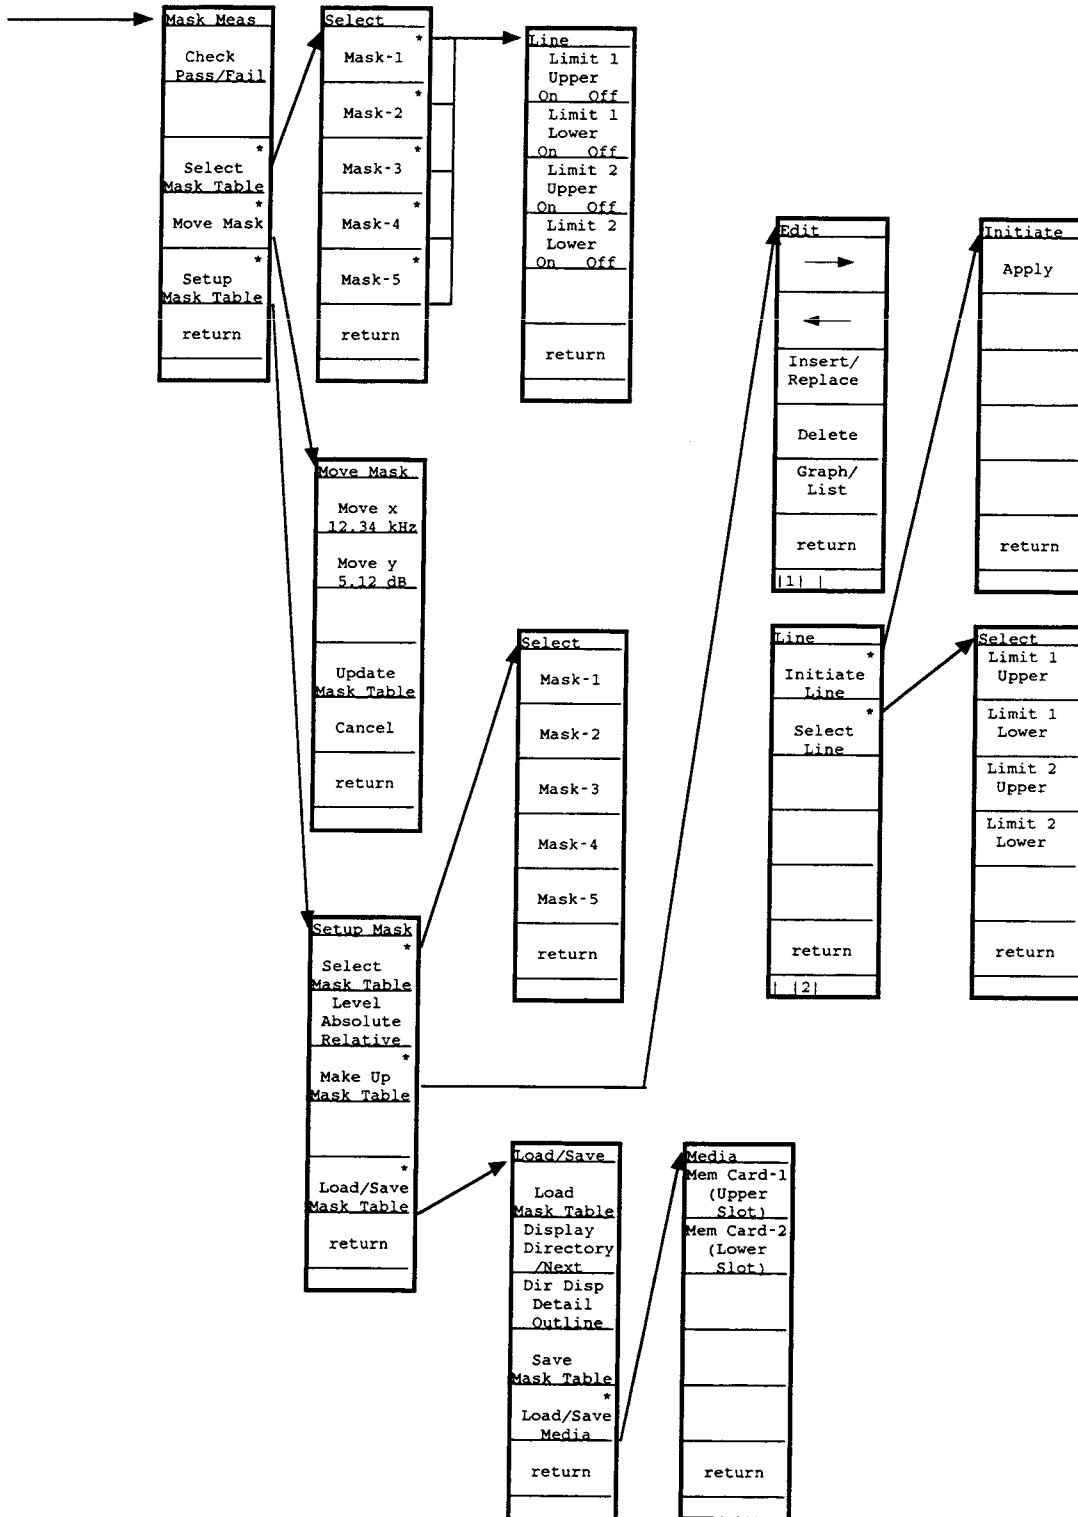 Mask Meas
Check
Pass/Fail
*
Select
Mask Table
*
Move Mask
*
Setup
Mask Table
return
Select
*
Mask-1
*
Mask-2
*
Mask-3
*
Mask-4
*
Mask-5
return
Line
Limit 1
Upper
On Off
Limit 1
Lower
On Off
Limit 2
Upper
On Off
Limit 2
Lower
On Off
return
Move Mask
Move x
12.34 kHz
Move y
5.12 dB
Update
Mask Table
Cancel
return
Setup Mask
*
Select
Mask Table
Level
Absolute
Relative
*
Make Up
Mask Table
*
Load/Save
Mask Table
return
Select
Mask-1
Mask-2
Mask-3
Mask-4
Mask-5
return
Edit
Insert/
Replace
Delete
Graph/
List
return
|1| |
Initiate
Apply
return
Line
*
Initiate
Line
*
Select
Line
return
| |2|
Select
Limit 1
Upper
Limit 1
Lower
Limit 2
Upper
Limit 2
Lower
return
Load/Save
Load
Mask Table
Display
Directory
/Next
Dir Disp
Detail
Outline
Save
Mask Table
*
Load/Save
Media
return
Media
Mem Card-1
(Upper
Slot)
Mem Card-2
(Lower
Slot)
return